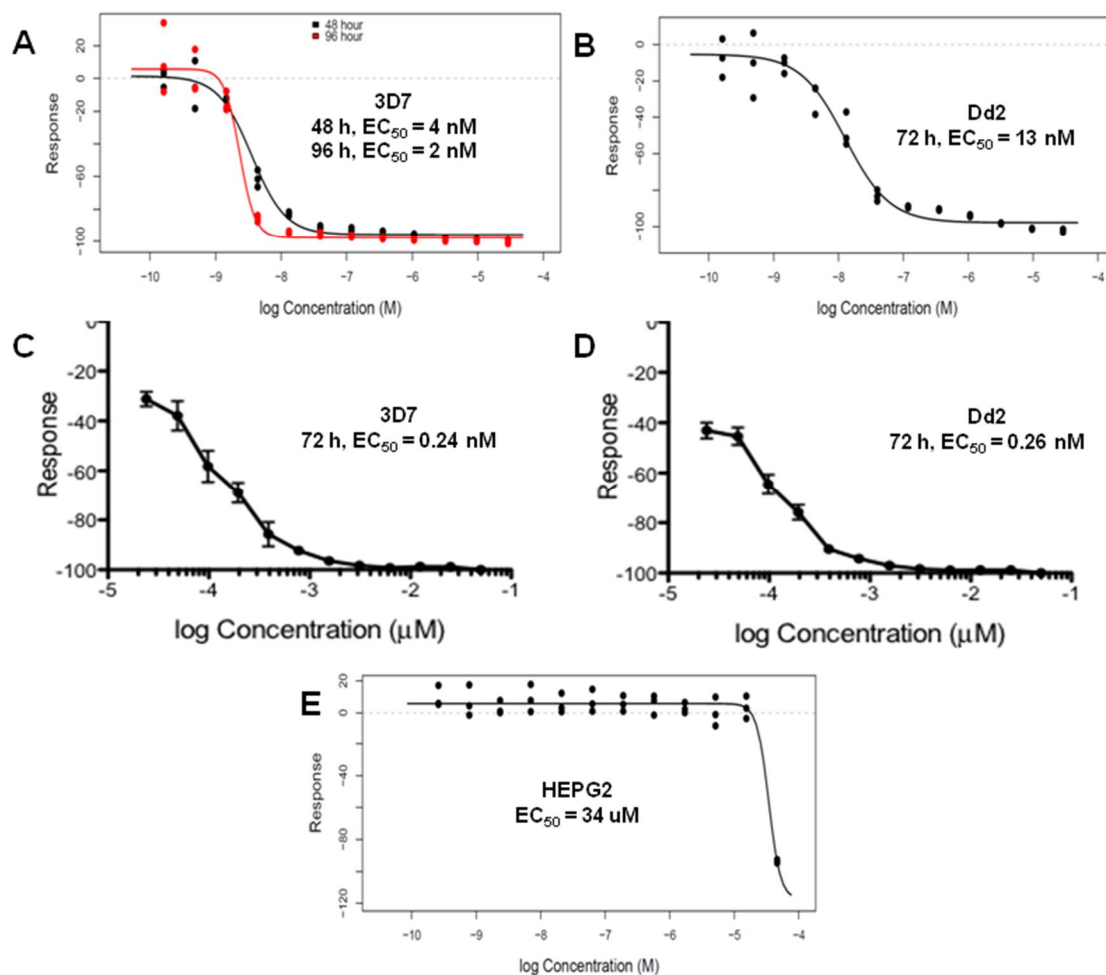 A
48 hour
96 hour
20
0
−20
−60
−100
Response
3D7
48 h, EC50 = 4 nM
96 h, EC50 = 2 nM
−10
−9
−8
−7
−6
−5
−4
−3
log Concentration (M)
B
0
−20
−40
−60
−80
−100
Response
Dd2
72 h, EC50 = 13 nM
−10
−9
−8
−7
−6
−5
−4
−3
log Concentration (M)
C
-20
-40
-60
-80
-100
Response
3D7
72 h, EC50 = 0.24 nM
-5
-4
-3
-2
-1
log Concentration (μM)
D
-20
-40
-60
-80
-100
Response
Dd2
72 h, EC50 = 0.26 nM
-5
-4
-3
-2
-1
log Concentration (μM)
E
20
0
−40
−80
−120
Response
HEPG2
EC50 = 34 uM
−10
−9
−8
−7
−6
−5
−4
log Concentration (M)